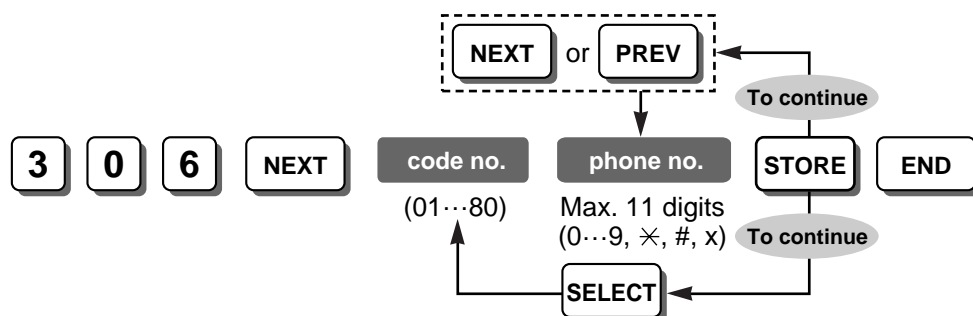 NEXT or PREV
To continue
3 0 6 NEXT code no. phone no. STORE END
(01···80) Max. 11 digits
(0···9, ✳, #, x) To continue
SELECT